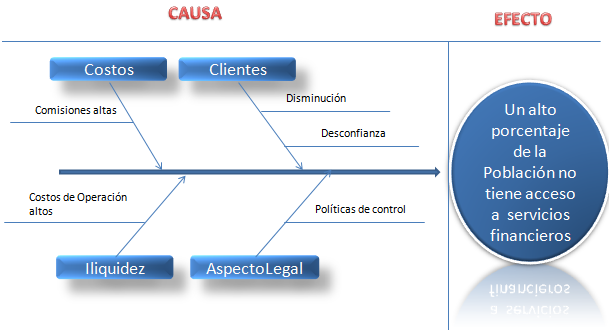 CAUSA
EFECTO
Costos
Clientes
Comisiones altas
Disminución
Desconfianza
Costos de Operación
altos
Políticas de control
Iliquidez
AspectoLegal
Un alto
porcentaje
de la
Población no
tiene acceso
a servicios
financieros